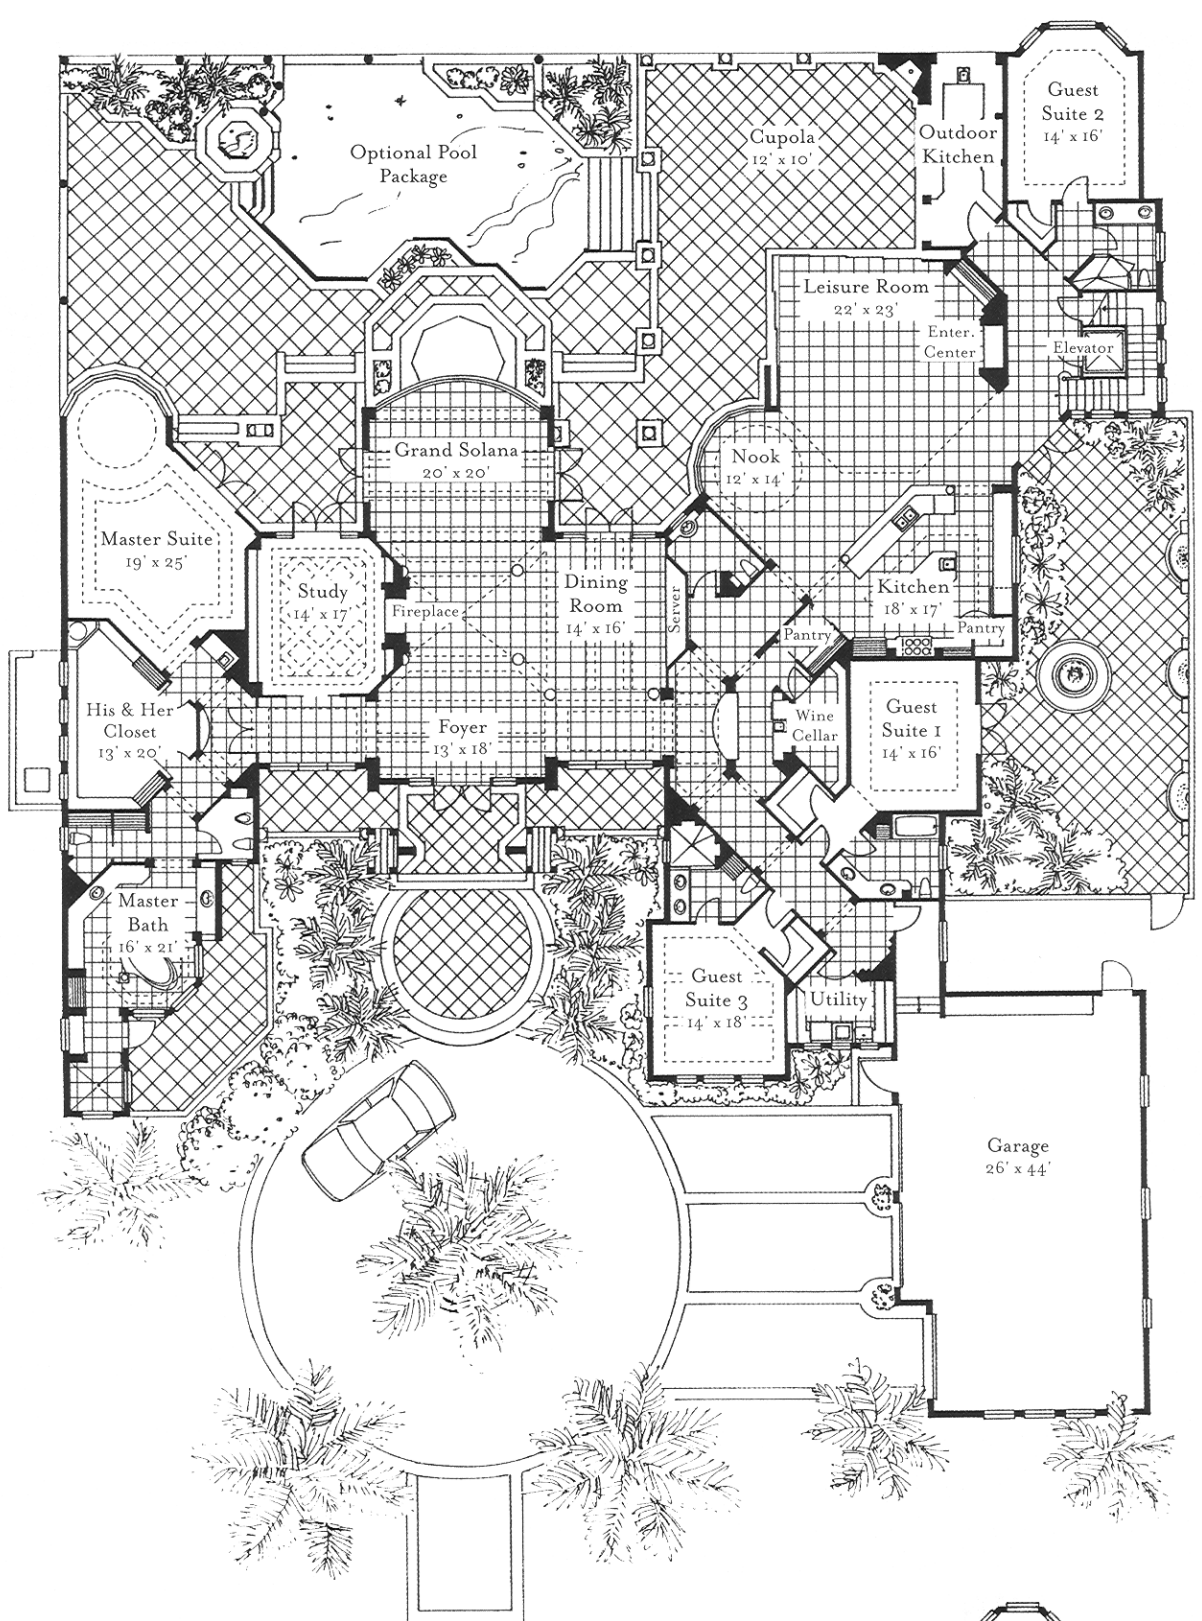 Guest
Suite 2
14' x 16'
Optional Pool
Package
Cupola
12' x 10'
Outdoor
Kitchen
Leisure Room
22' x 23'
Enter.
Center
Elevator
Grand Solana
20' x 20'
Nook
12' x 14'
Master Suite
19' x 25'
Study
14' x 17'
Fireplace
Dining
Room
14' x 16'
Server
Kitchen
18' x 17'
Pantry
Pantry
His & Her
Closet
13' x 20'
Foyer
13' x 18'
Wine
Cellar
Guest
Suite 1
14' x 16'
Master
Bath
16' x 21'
Guest
Suite 3
14' x 18'
Utility
Garage
26' x 44'